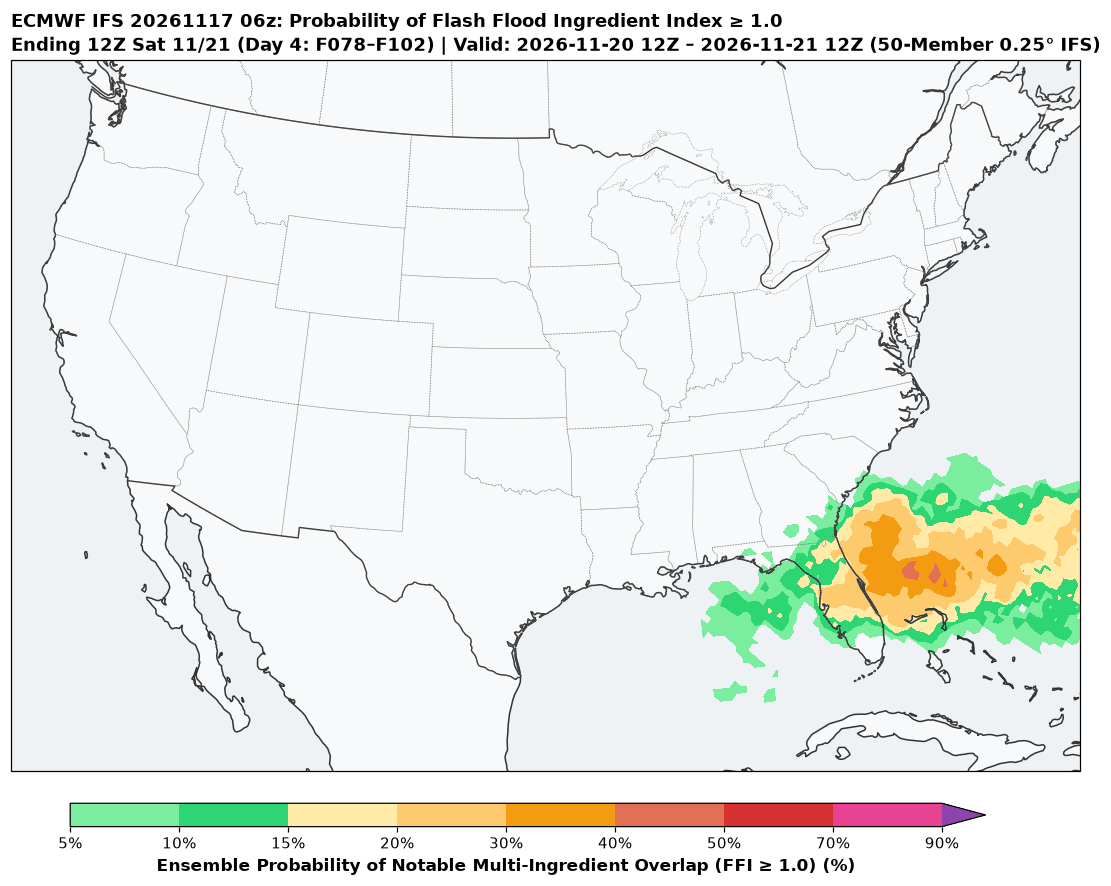 ECMWF IFS 20261117 06z: Probability of Flash Flood Ingredient Index ≥ 1.0
Ending 12Z Sat 11/21 (Day 4: F078–F102) | Valid: 2026-11-20 12Z – 2026-11-21 12Z (50-Member 0.25° IFS)
5% 10% 15% 20% 30% 40% 50% 70% 90%
Ensemble Probability of Notable Multi-Ingredient Overlap (FFI ≥ 1.0) (%)